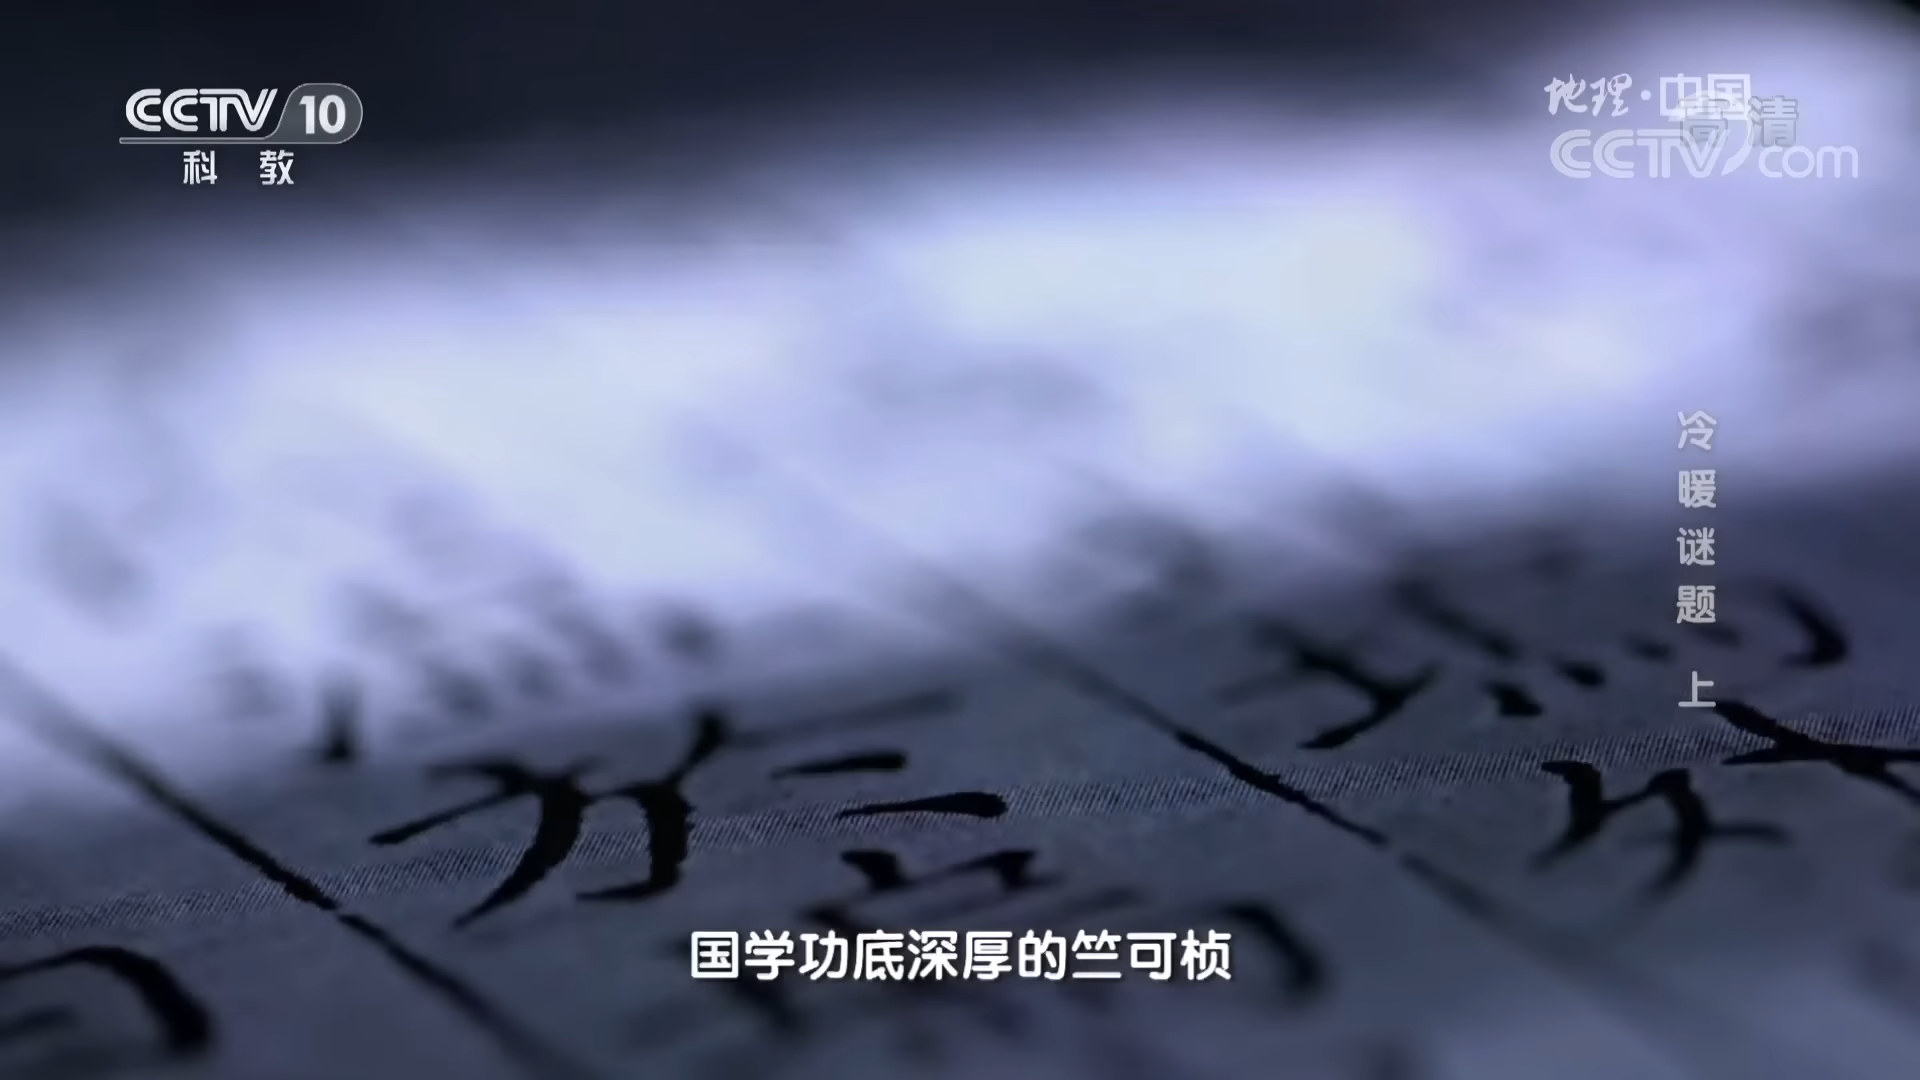 CCTV 10
科 教
地理·中国
高清
CCTV com
冷暖谜题 上
国学功底深厚的竺可桢